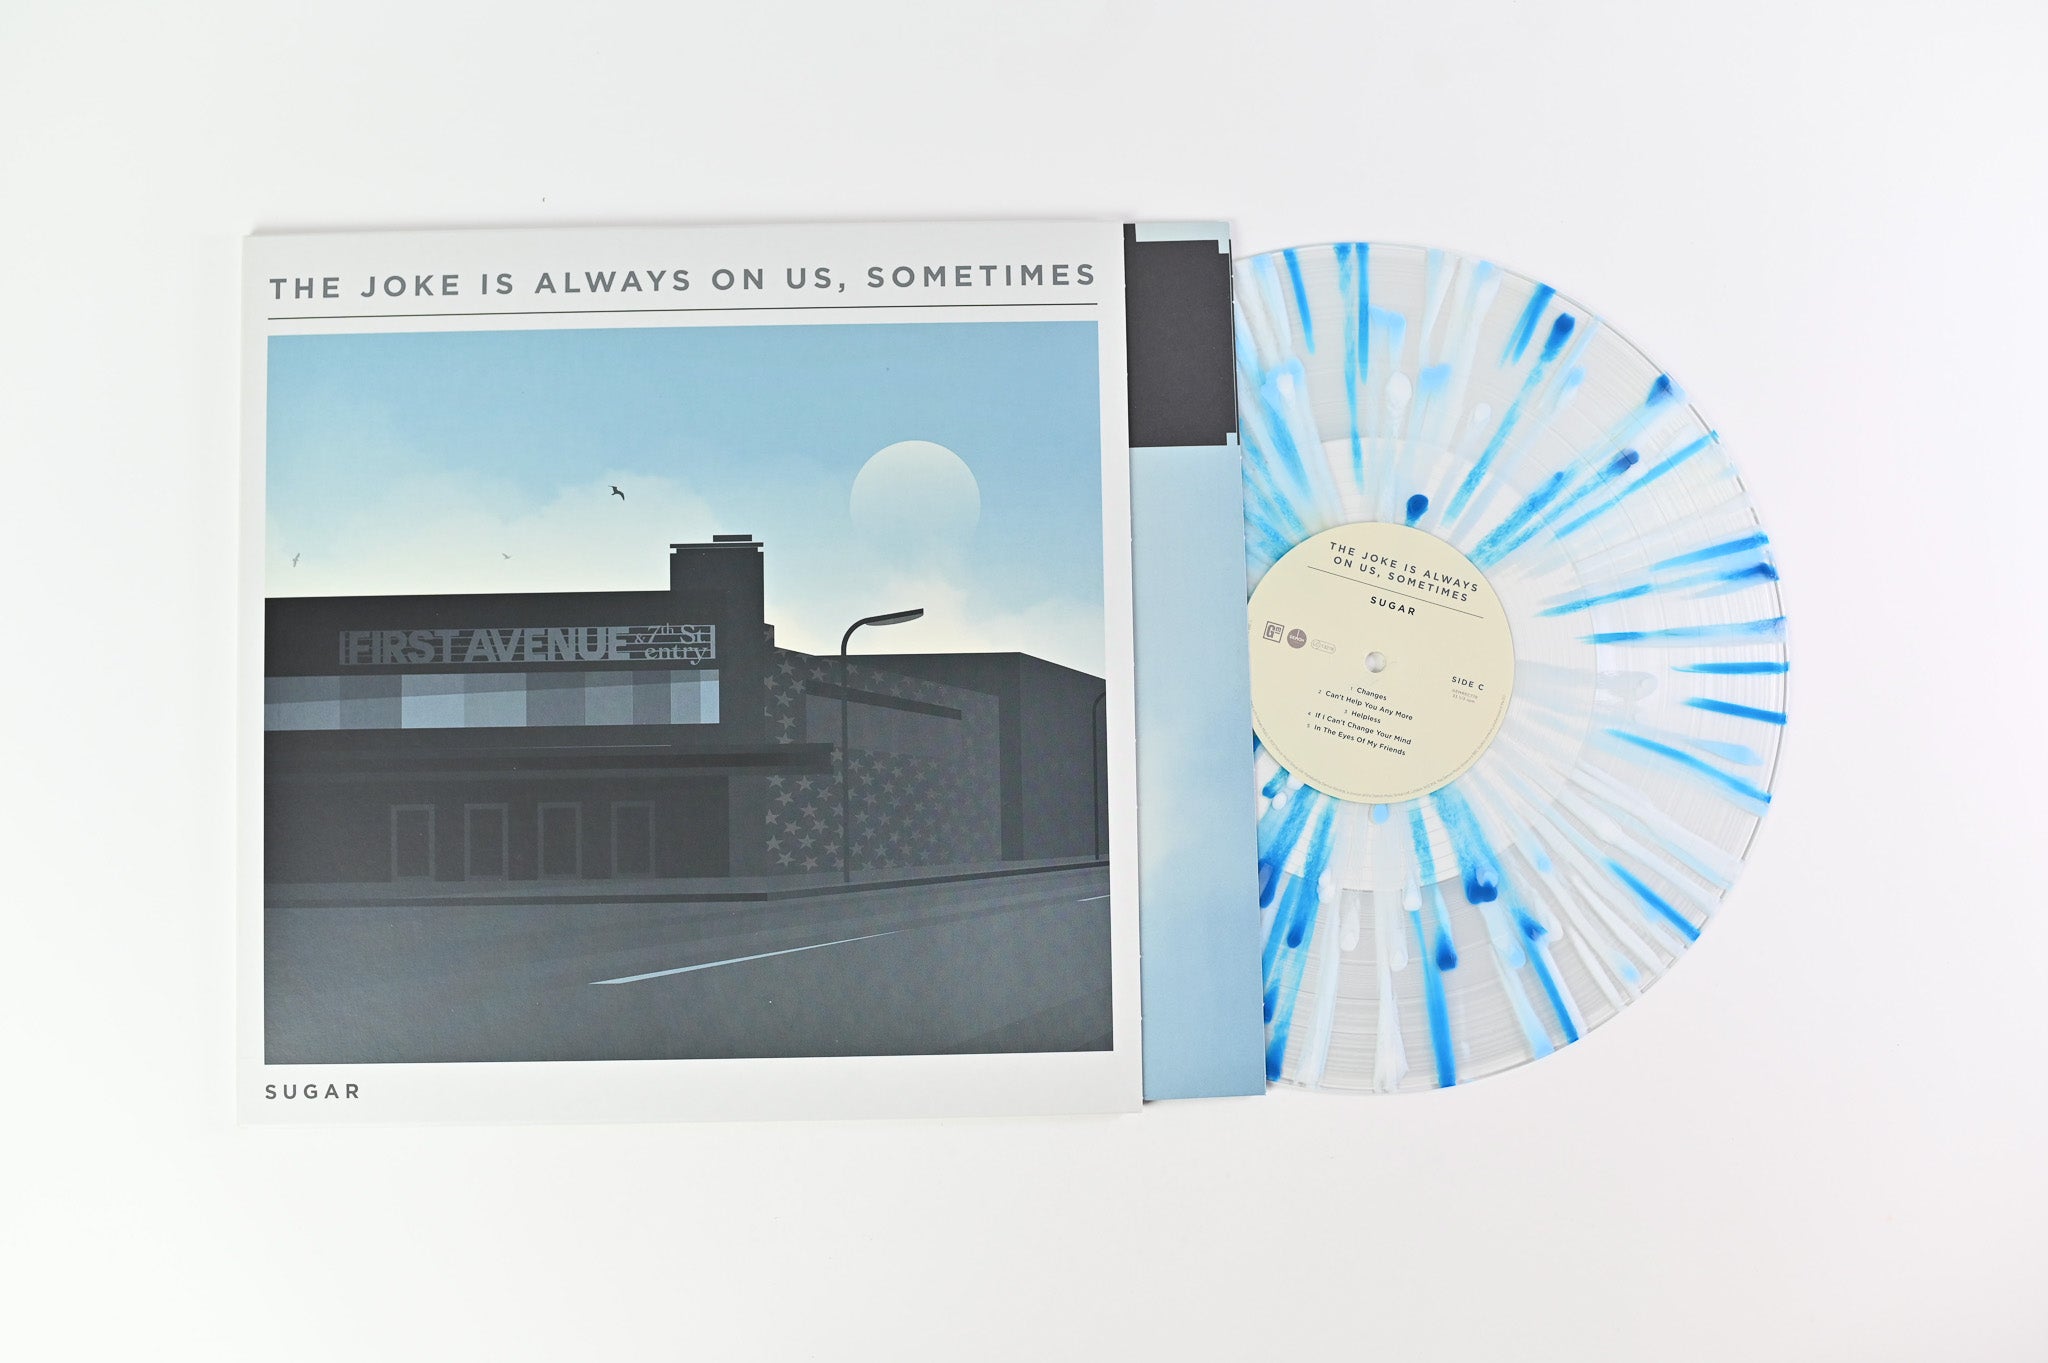 THE JOKE IS ALWAYS ON US, SOMETIMES
FIRST AVENUE & 7th St.
entry
SUGAR
THE JOKE IS ALWAYS
ON US, SOMETIMES
SUGAR
SIDE C
1 Changes
2 Can't Help You Any More
3 Helpless
4 If I Can't Change Your Mind
5 In The Eyes Of My Friends